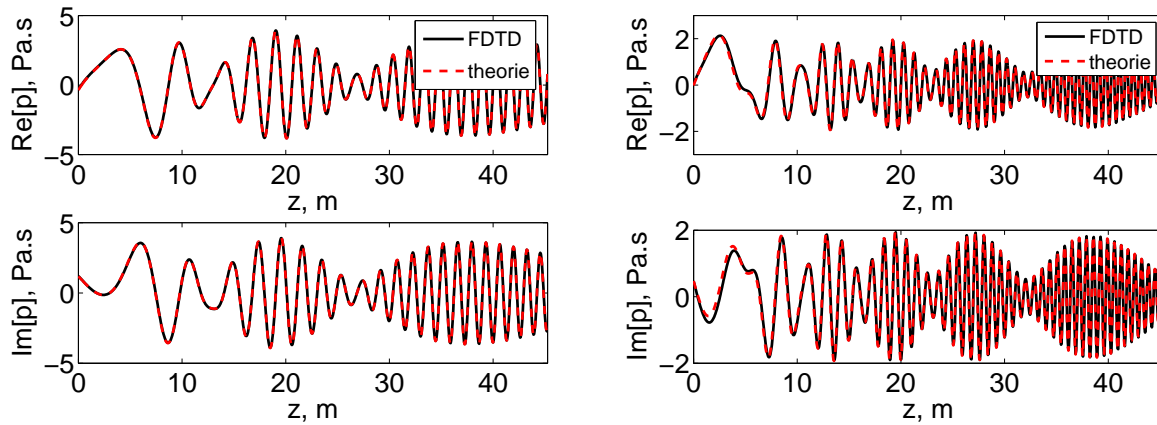 5
0
−5
Re[p], Pa.s
FDTD
theorie
0 10 20 30 40
z, m
2
0
−2
Re[p], Pa.s
FDTD
theorie
0 10 20 30 40
z, m
5
0
−5
Im[p], Pa.s
0 10 20 30 40
z, m
2
0
−2
Im[p], Pa.s
0 10 20 30 40
z, m